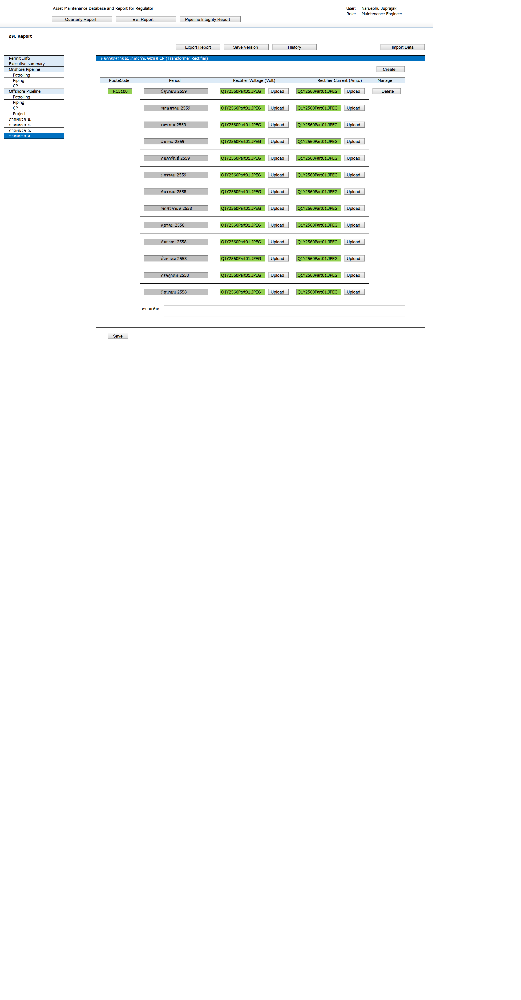 Asset Maintenance Database and Report for Regulator
User: Naruephu Juprajak
Role: Maintenance Engineer
Quarterly Report ธพ. Report Pipeline Integrity Report
ธพ. Report
Export Report Save Version History Import Data
Permit Info
Executive summary
Onshore Pipeline
Patrolling
Piping
CP
Offshore Pipeline
Patrolling
Piping
CP
Project
ภาคผนวก ข.
ภาคผนวก ง.
ภาคผนวก จ.
ภาคผนวก ฉ.
ผลการตรวจสอบแหล่งจ่ายกระแส CP (Transformer Rectifier)
Create
RouteCode Period Rectifier Voltage (Volt) Rectifier Current (Amp.) Manage
RC5100 มิถุนายน 2559 Q1Y2560Part01.JPEG Upload Q1Y2560Part01.JPEG Upload Delete
พฤษภาคม 2559 Q1Y2560Part01.JPEG Upload Q1Y2560Part01.JPEG Upload
เมษายน 2559 Q1Y2560Part01.JPEG Upload Q1Y2560Part01.JPEG Upload
มีนาคม 2559 Q1Y2560Part01.JPEG Upload Q1Y2560Part01.JPEG Upload
กุมภาพันธ์ 2559 Q1Y2560Part01.JPEG Upload Q1Y2560Part01.JPEG Upload
มกราคม 2559 Q1Y2560Part01.JPEG Upload Q1Y2560Part01.JPEG Upload
ธันวาคม 2558 Q1Y2560Part01.JPEG Upload Q1Y2560Part01.JPEG Upload
พฤศจิกายน 2558 Q1Y2560Part01.JPEG Upload Q1Y2560Part01.JPEG Upload
ตุลาคม 2558 Q1Y2560Part01.JPEG Upload Q1Y2560Part01.JPEG Upload
กันยายน 2558 Q1Y2560Part01.JPEG Upload Q1Y2560Part01.JPEG Upload
สิงหาคม 2558 Q1Y2560Part01.JPEG Upload Q1Y2560Part01.JPEG Upload
กรกฎาคม 2558 Q1Y2560Part01.JPEG Upload Q1Y2560Part01.JPEG Upload
มิถุนายน 2558 Q1Y2560Part01.JPEG Upload Q1Y2560Part01.JPEG Upload
ความเห็น:
Save